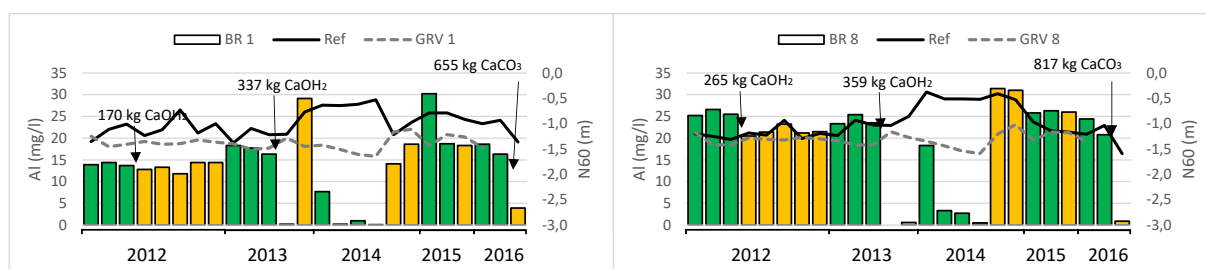 BR 1 Ref GRV 1
Al (mg/l)
35
30
25
20
15
10
5
0
170 kg CaOH₂
337 kg CaOH₂
655 kg CaCO₃
0,0
-0,5
-1,0
-1,5
-2,0
-2,5
-3,0
N60 (m)
2012 2013 2014 2015 2016
BR 8 Ref GRV 8
Al (mg/l)
35
30
25
20
15
10
5
0
265 kg CaOH₂
359 kg CaOH₂
817 kg CaCO₃
0,0
-0,5
-1,0
-1,5
-2,0
-2,5
-3,0
N60 (m)
2012 2013 2014 2015 2016